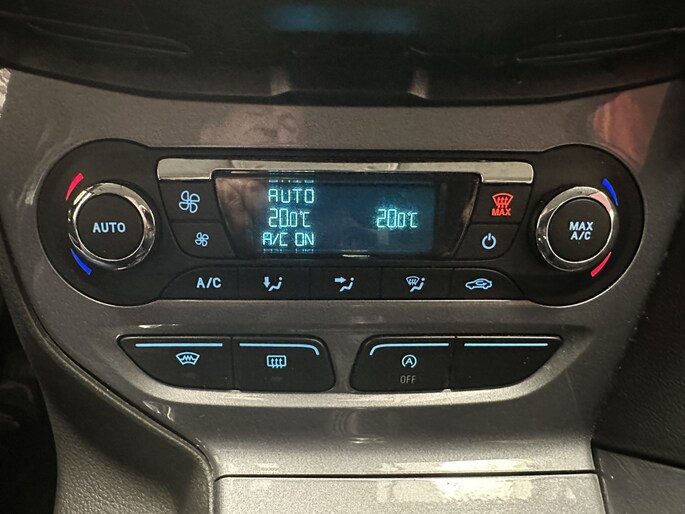 AUTO
AUTO
20.0°C 20.0°C
A/C ON
MAX
MAX
A/C
A/C
OFF